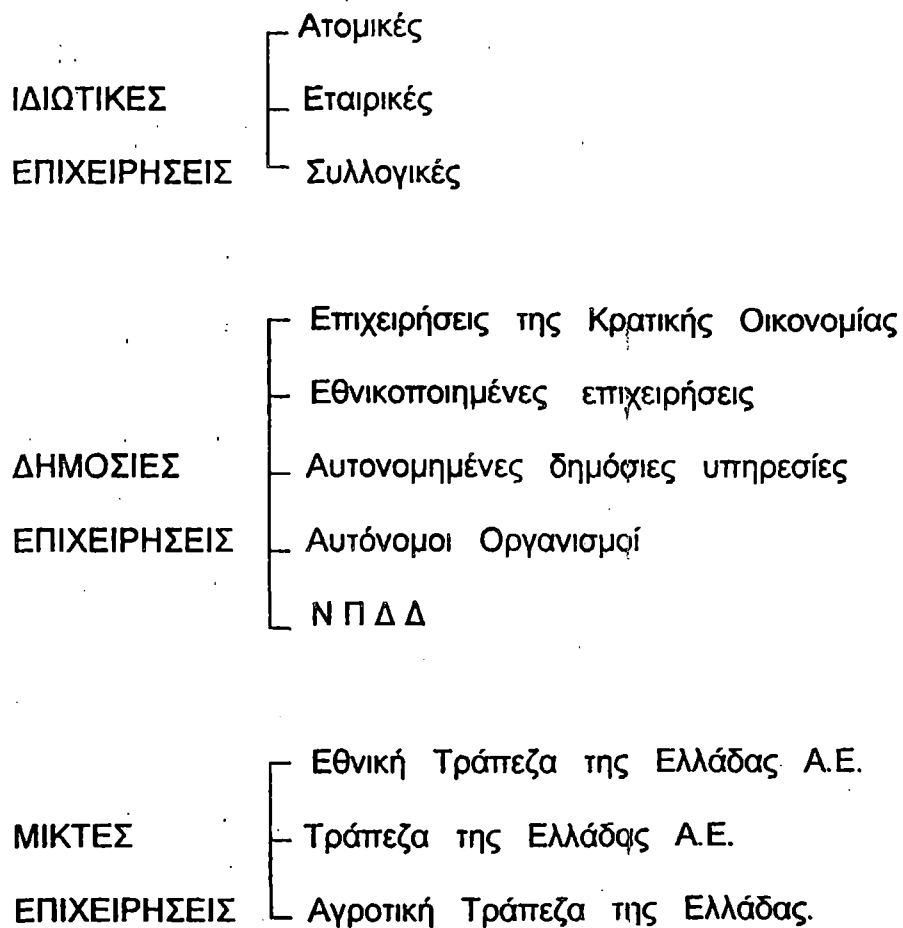 Ατομικές
ΙΔΙΩΤΙΚΕΣ Εταιρικές
ΕΠΙΧΕΙΡΗΣΕΙΣ Συλλογικές
Επιχειρήσεις της Κρατικής Οικονομίας
Εθνικοποιημένες επιχειρήσεις
ΔΗΜΟΣΙΕΣ Αυτονομημένες δημόσιες υπηρεσίες
ΕΠΙΧΕΙΡΗΣΕΙΣ Αυτόνομοι Οργανισμοί
Ν Π Δ Δ
Εθνική Τράπεζα της Ελλάδας Α.Ε.
ΜΙΚΤΕΣ Τράπεζα της Ελλάδας Α.Ε.
ΕΠΙΧΕΙΡΗΣΕΙΣ Αγροτική Τράπεζα της Ελλάδας.